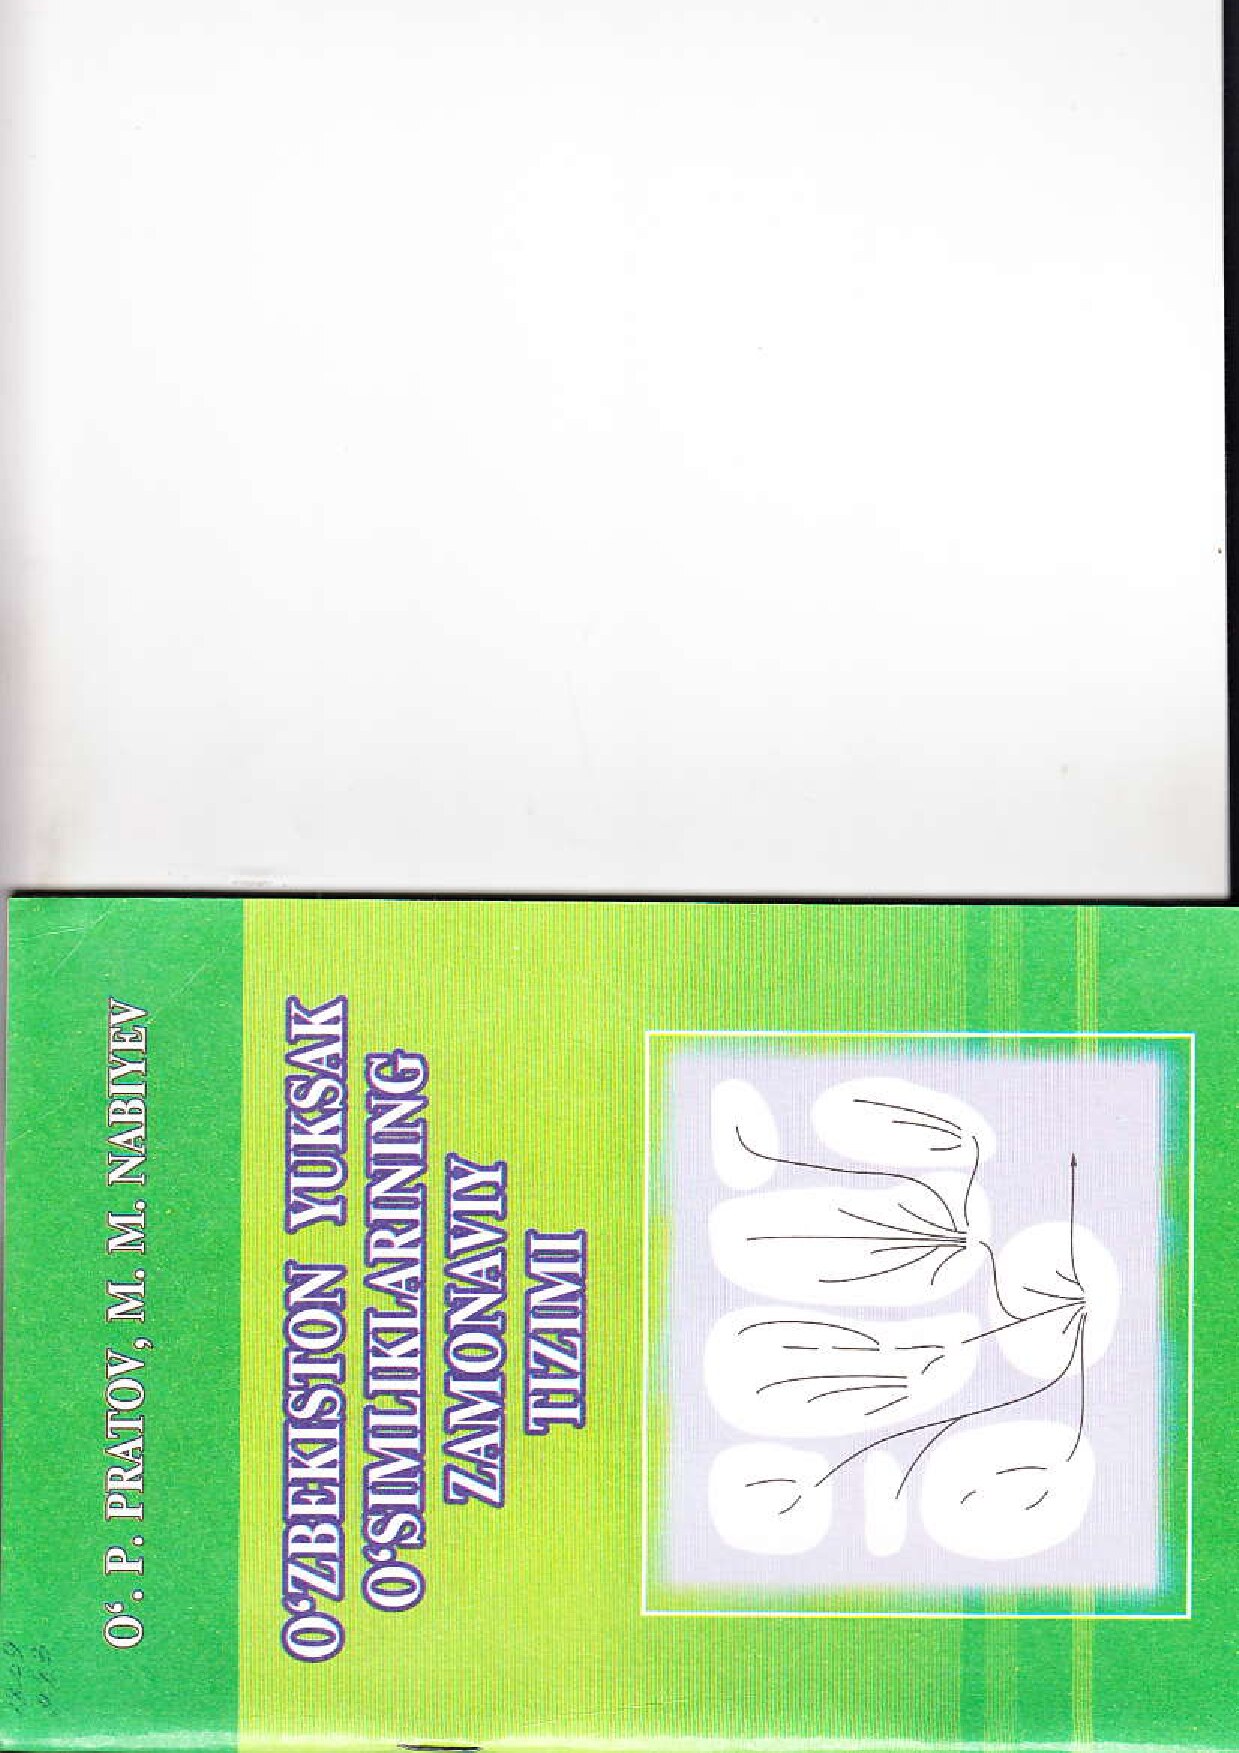 O‘. P. PRATOV, M. M. NABIYEV
O‘ZBEKISTON YUKSAK
O‘SIMLIKLARINING
ZAMONAVIY
TIZIMI